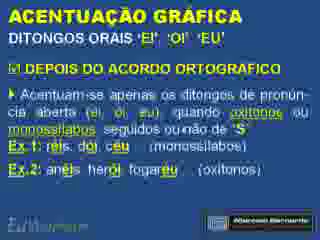 ACENTUAÇÃO GRÁFICA
DITONGOS ORAIS ‘EI’, ‘OI’, ‘EU’
☑ DEPOIS DO ACORDO ORTOGRÁFICO
Acentuam-se apenas os ditongos de pronún-
cia aberta (éi, ói, éu), quando oxítonos ou
monossílabos, seguidos ou não de ‘S’.
Ex.1: réis, dói, céu... (monossílabos)
Ex.2: anéis, herói, fogaréu... (oxítonos)